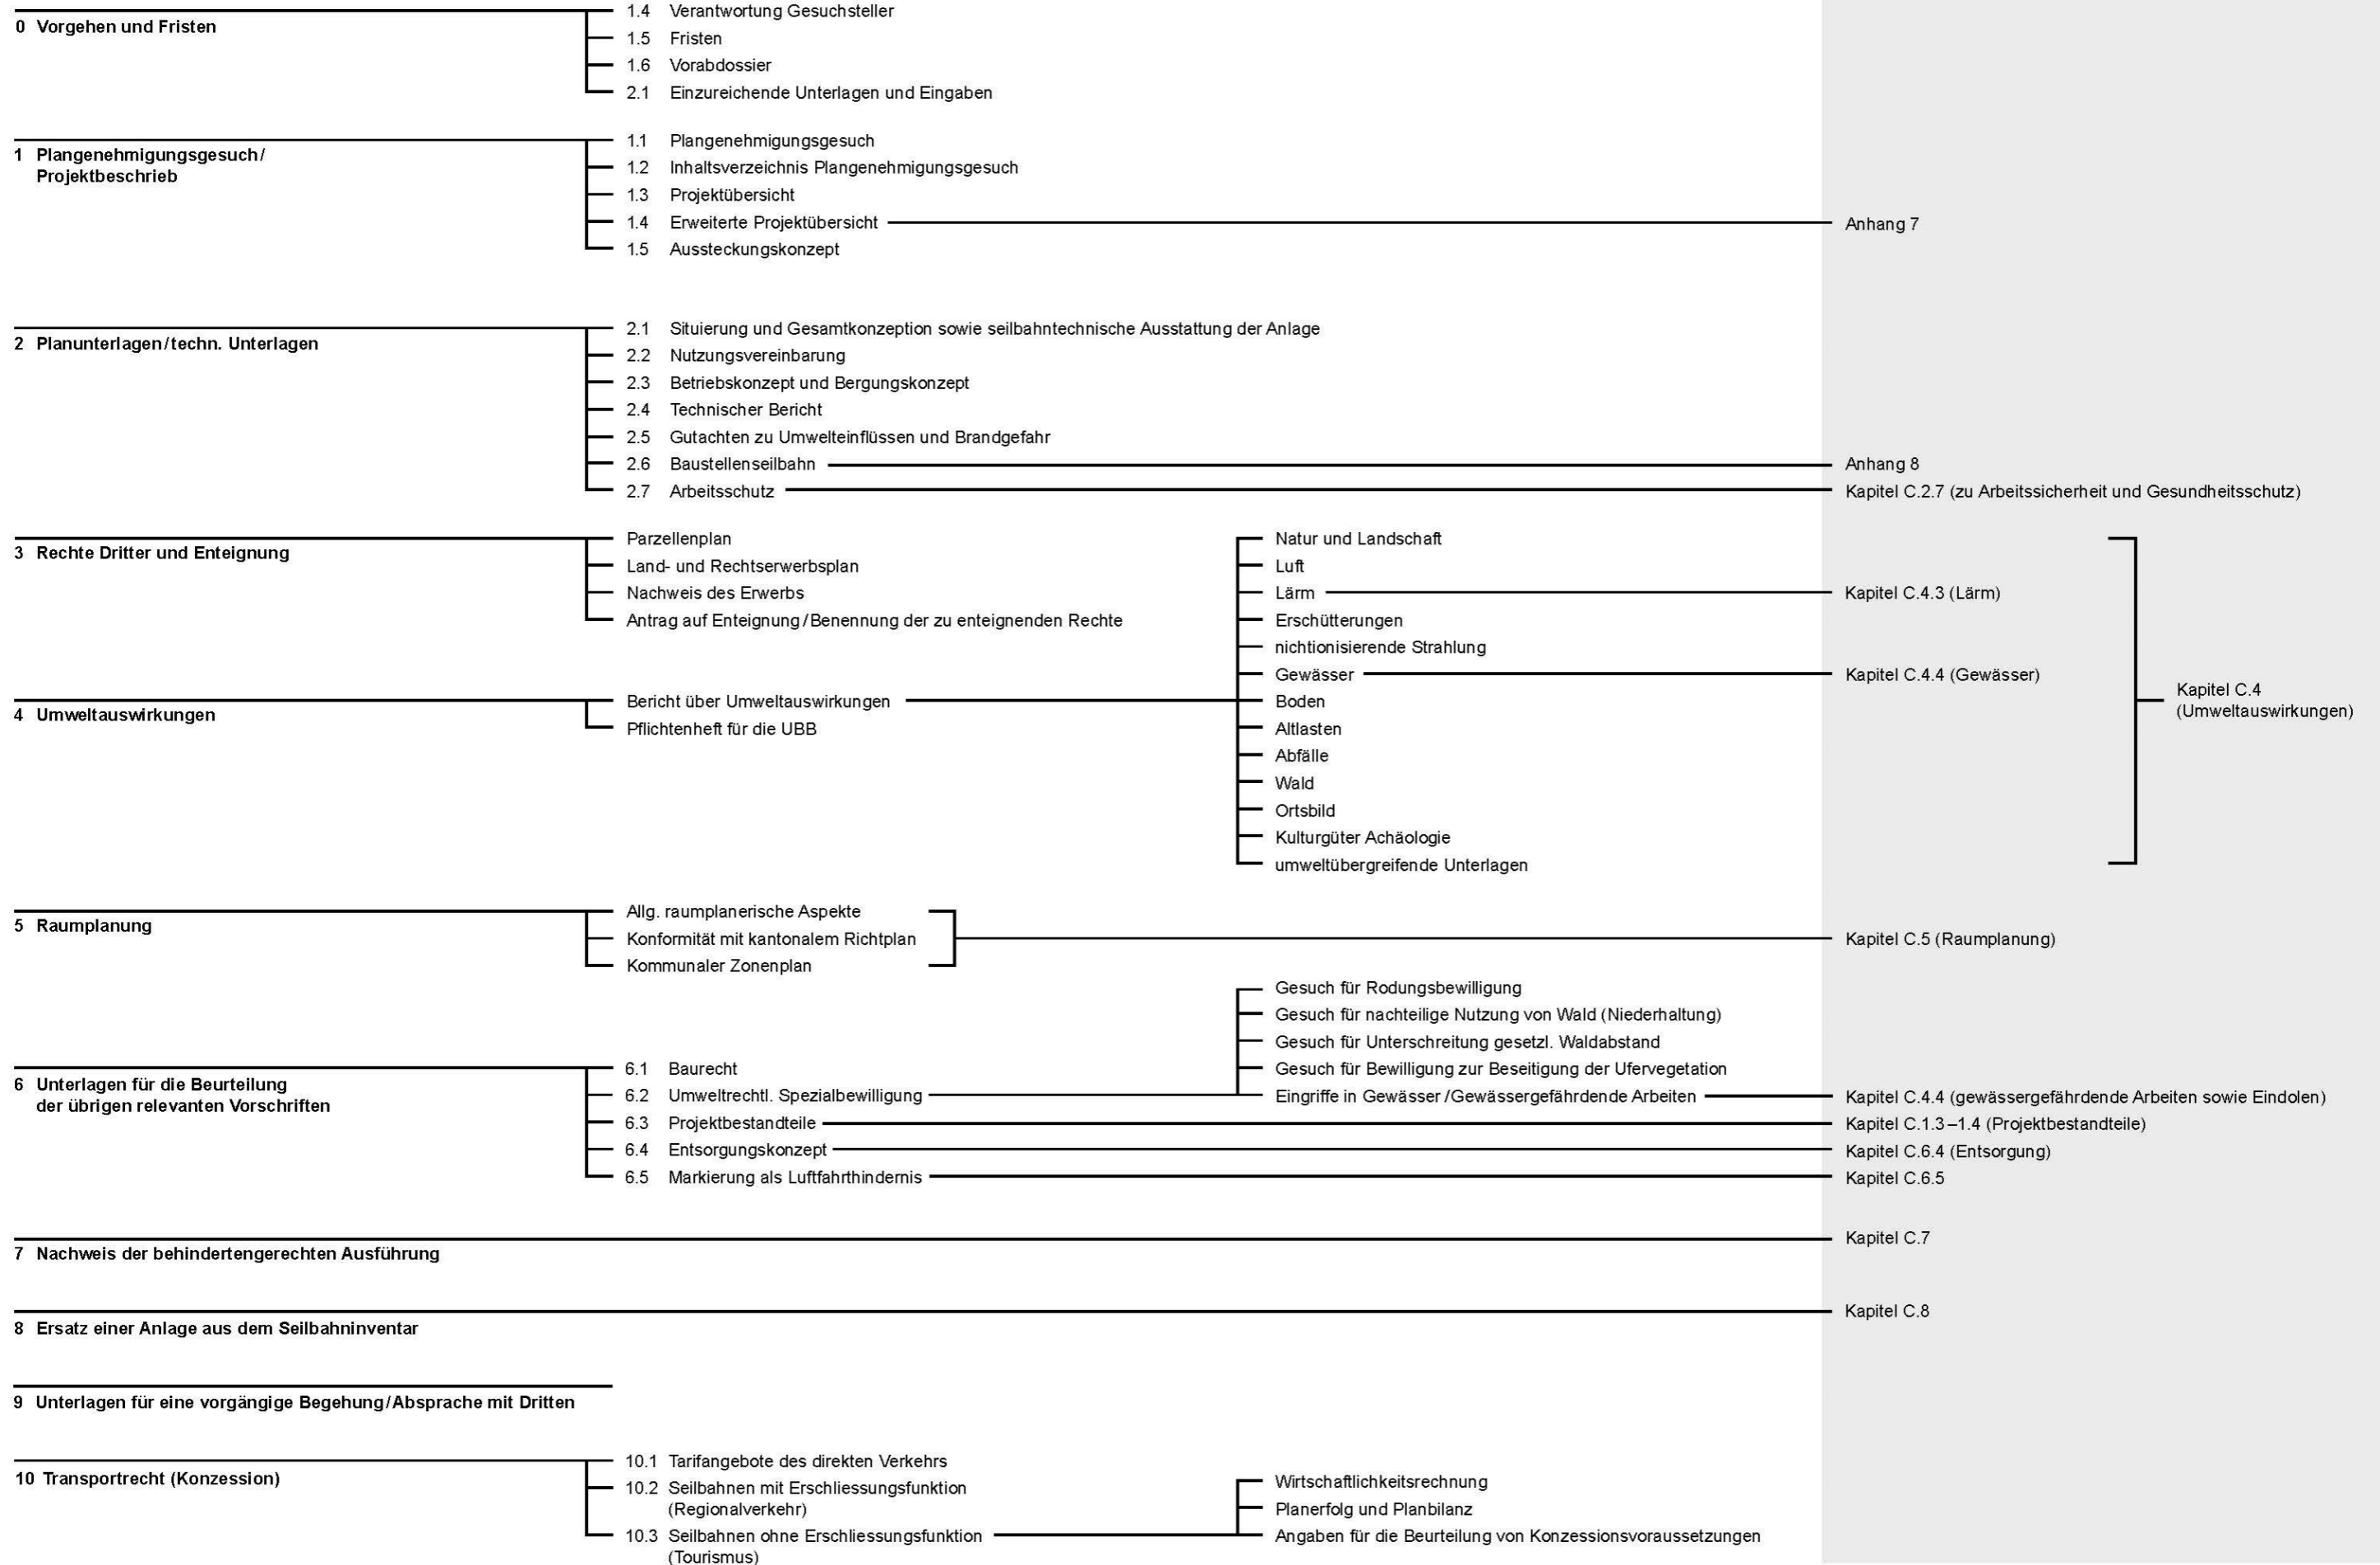 0 Vorgehen und Fristen
1.4 Verantwortung Gesuchsteller
1.5 Fristen
1.6 Vorabdossier
2.1 Einzureichende Unterlagen und Eingaben
1 Plangenehmigungsgesuch/
Projektbeschrieb
1.1 Plangenehmigungsgesuch
1.2 Inhaltsverzeichnis Plangenehmigungsgesuch
1.3 Projektübersicht
1.4 Erweiterte Projektübersicht
Anhang 7
1.5 Aussteckungskonzept
2 Planunterlagen/techn. Unterlagen
2.1 Situierung und Gesamtkonzeption sowie seilbahntechnische Ausstattung der Anlage
2.2 Nutzungsvereinbarung
2.3 Betriebskonzept und Bergungskonzept
2.4 Technischer Bericht
2.5 Gutachten zu Umwelteinflüssen und Brandgefahr
2.6 Baustellenseilbahn
Anhang 8
2.7 Arbeitsschutz
Kapitel C.2.7 (zu Arbeitssicherheit und Gesundheitsschutz)
3 Rechte Dritter und Enteignung
Parzellenplan
Land- und Rechtserwerbsplan
Nachweis des Erwerbs
Antrag auf Enteignung/Benennung der zu enteignenden Rechte
4 Umweltauswirkungen
Bericht über Umweltauswirkungen
Pflichtenheft für die UBB
Natur und Landschaft
Luft
Lärm
Kapitel C.4.3 (Lärm)
Erschütterungen
nichtionisierende Strahlung
Gewässer
Kapitel C.4.4 (Gewässer)
Boden
Altlasten
Abfälle
Wald
Ortsbild
Kulturgüter Achäologie
umweltübergreifende Unterlagen
Kapitel C.4
(Umweltauswirkungen)
5 Raumplanung
Allg. raumplanerische Aspekte
Konformität mit kantonalem Richtplan
Kommunaler Zonenplan
Kapitel C.5 (Raumplanung)
6 Unterlagen für die Beurteilung
der übrigen relevanten Vorschriften
6.1 Baurecht
6.2 Umweltrechtl. Spezialbewilligung
Gesuch für Rodungsbewilligung
Gesuch für nachteilige Nutzung von Wald (Niederhaltung)
Gesuch für Unterschreitung gesetzl. Waldabstand
Gesuch für Bewilligung zur Beseitigung der Ufervegetation
Eingriffe in Gewässer/Gewässergefährdende Arbeiten
Kapitel C.4.4 (gewässergefährdende Arbeiten sowie Eindolen)
6.3 Projektbestandteile
Kapitel C.1.3–1.4 (Projektbestandteile)
6.4 Entsorgungskonzept
Kapitel C.6.4 (Entsorgung)
6.5 Markierung als Luftfahrthindernis
Kapitel C.6.5
7 Nachweis der behindertengerechten Ausführung
Kapitel C.7
8 Ersatz einer Anlage aus dem Seilbahninventar
Kapitel C.8
9 Unterlagen für eine vorgängige Begehung/Absprache mit Dritten
10 Transportrecht (Konzession)
10.1 Tarifangebote des direkten Verkehrs
10.2 Seilbahnen mit Erschliessungsfunktion
(Regionalverkehr)
10.3 Seilbahnen ohne Erschliessungsfunktion
(Tourismus)
Wirtschaftlichkeitsrechnung
Planerfolg und Planbilanz
Angaben für die Beurteilung von Konzessionsvoraussetzungen